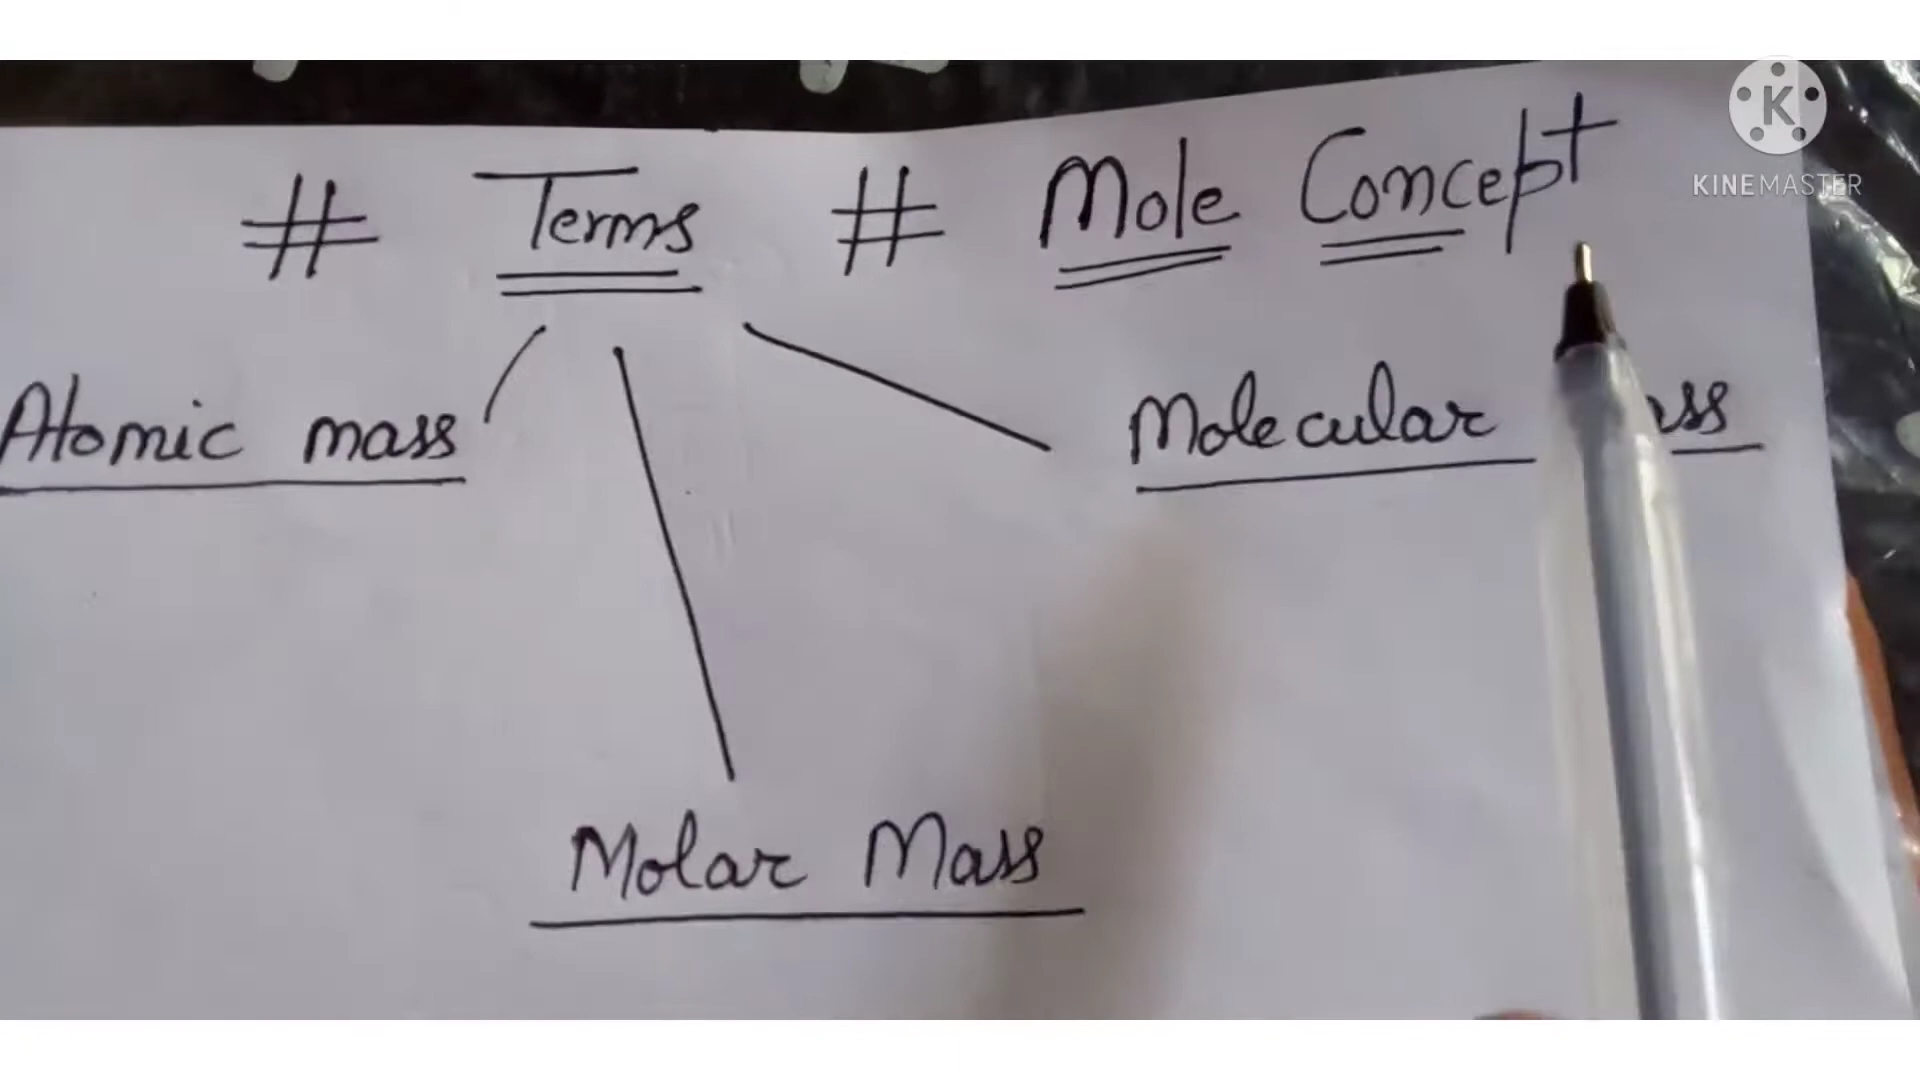 # Terms # Mole Concept
Atomic mass
Molecular
Molar Mass
KINEMASTER